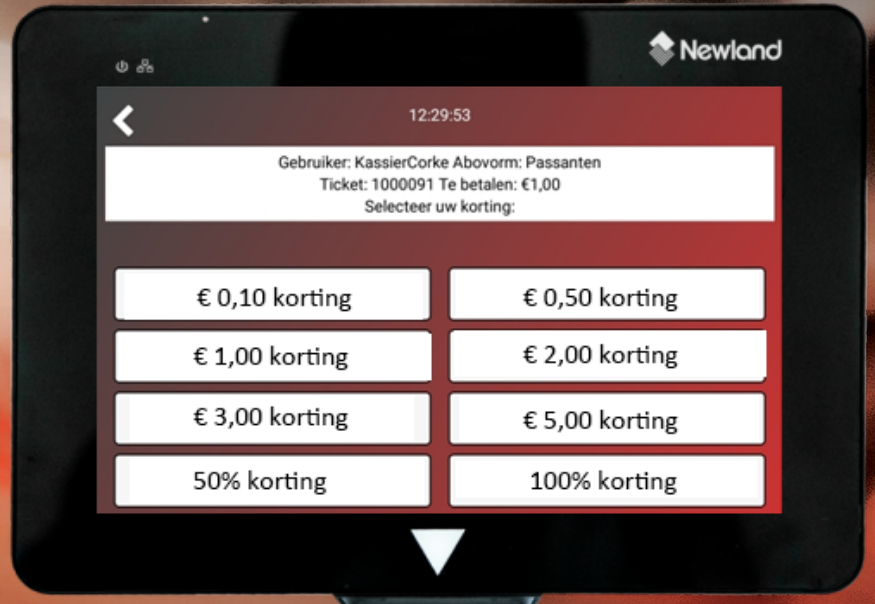 Newland
12:29:53
Gebruiker: KassierCorke Abovorm: Passanten
Ticket: 1000091 Te betalen: €1,00
Selecteer uw korting:
€ 0,10 korting
€ 0,50 korting
€ 1,00 korting
€ 2,00 korting
€ 3,00 korting
€ 5,00 korting
50% korting
100% korting